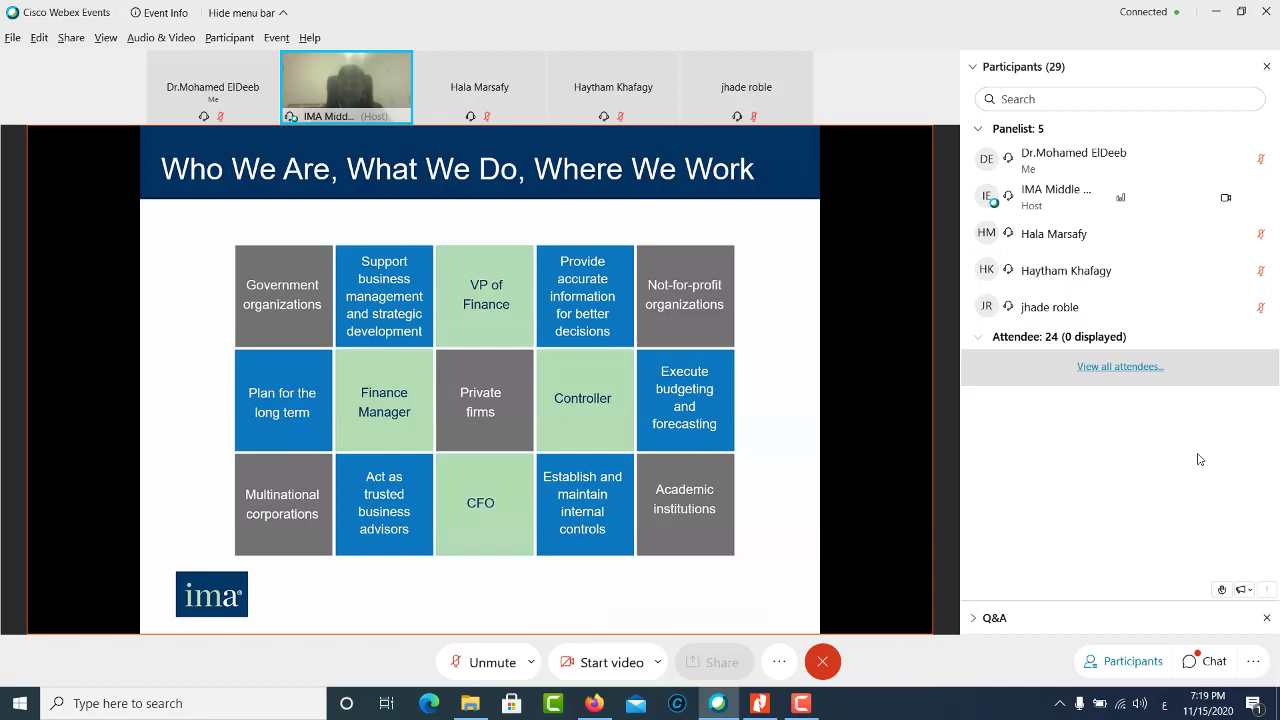 Cisco Webex Events
Event Info
Hide menu bar
Connected
File Edit Share View Audio & Video Participant Event Help
Dr.Mohamed ElDeeb
Me
IMA Midd... (Host)
Hala Marsafy
Haytham Khafagy
jhade roble
Who We Are, What We Do, Where We Work
Government
organizations
Support
business
management
and strategic
development
VP of
Finance
Provide
accurate
information
for better
decisions
Not-for-profit
organizations
Plan for the
long term
Finance
Manager
Private
firms
Controller
Execute
budgeting
and
forecasting
Multinational
corporations
Act as
trusted
business
advisors
CFO
Establish and
maintain
internal
controls
Academic
institutions
ima®
Participants (29)
Search
Panelist: 5
DE
Dr.Mohamed ElDeeb
Me
IE
IMA Middle ...
Host
HM
Hala Marsafy
HK
Haytham Khafagy
JR
jhade roble
Attendee: 24 (0 displayed)
View all attendees...
Q&A
Unmute
Start video
Share
Participants
Chat
Type here to search
7:19 PM
11/15/2020